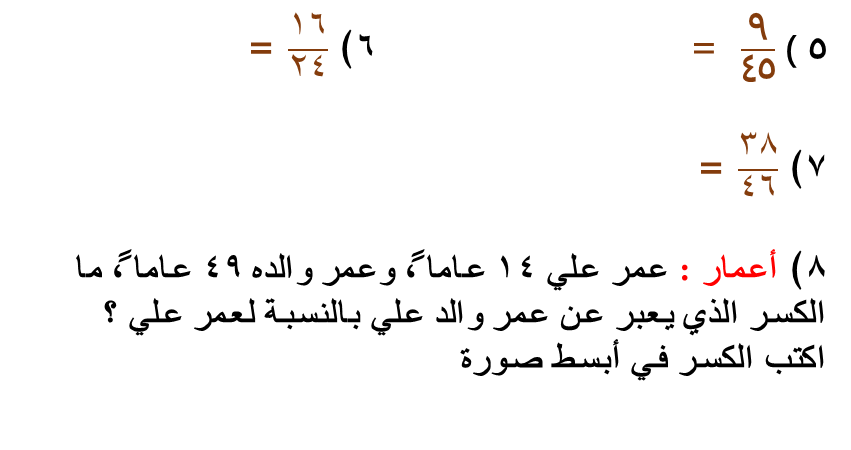 ٥ ) ٩/٤٥ =
٦) ١٦/٢٤ =
٧) ٣٨/٤٦ =
٨) أعمار : عمر علي ١٤ عاماً، وعمر والده ٤٩ عاماً، ما
الكسر الذي يعبر عن عمر والد علي بالنسبة لعمر علي ؟
اكتب الكسر في أبسط صورة